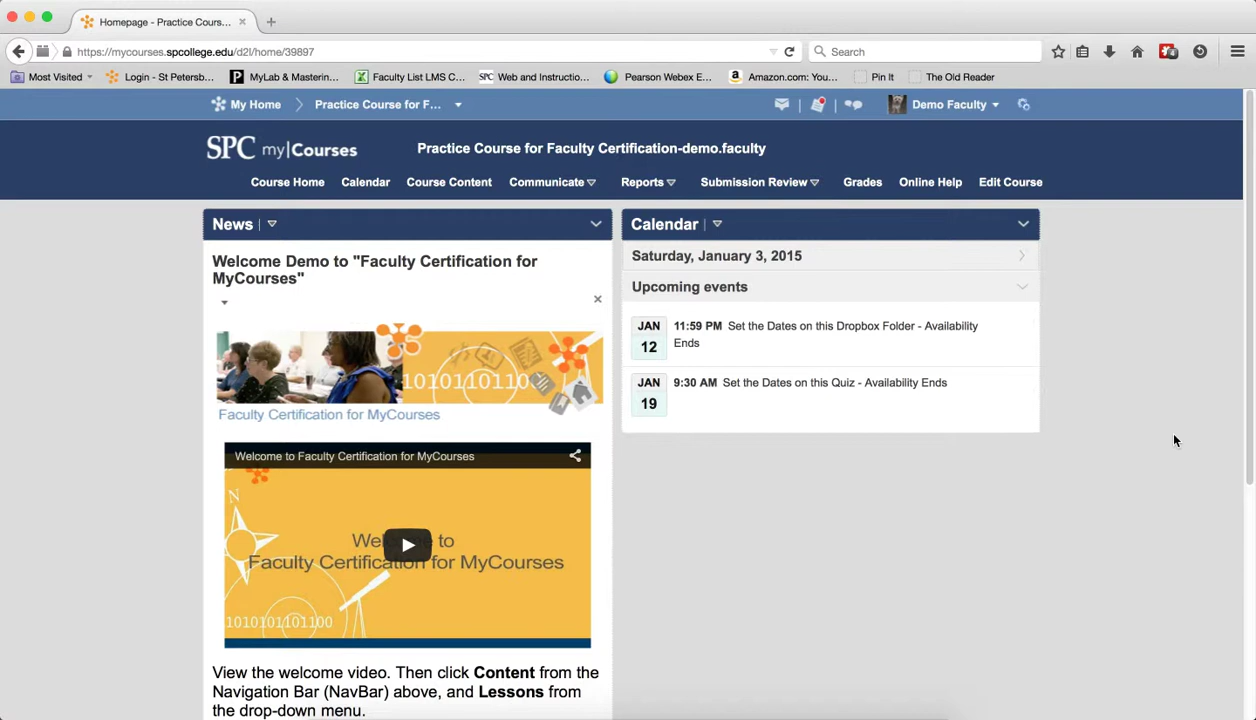 Homepage - Practice Cours...
https://mycourses.spcollege.edu/d2l/home/39897
Search
Most Visited
Login - St Petersb...
MyLab & Masterin...
Faculty List LMS C...
SPC Web and Instructio...
Pearson Webex E...
Amazon.com: You...
Pin It
The Old Reader
My Home
Practice Course for F...
Demo Faculty
SPC my|Courses
Practice Course for Faculty Certification-demo.faculty
Course Home
Calendar
Course Content
Communicate
Reports
Submission Review
Grades
Online Help
Edit Course
News
Welcome Demo to "Faculty Certification for
MyCourses"
1010101110
Faculty Certification for MyCourses
Welcome to Faculty Certification for MyCourses
N
Welcome to
Faculty Certification for MyCourses
1010101101100
View the welcome video. Then click Content from the
Navigation Bar (NavBar) above, and Lessons from
the drop-down menu.
Calendar
Saturday, January 3, 2015
Upcoming events
JAN
12
11:59 PM Set the Dates on this Dropbox Folder - Availability
Ends
JAN
19
9:30 AM Set the Dates on this Quiz - Availability Ends